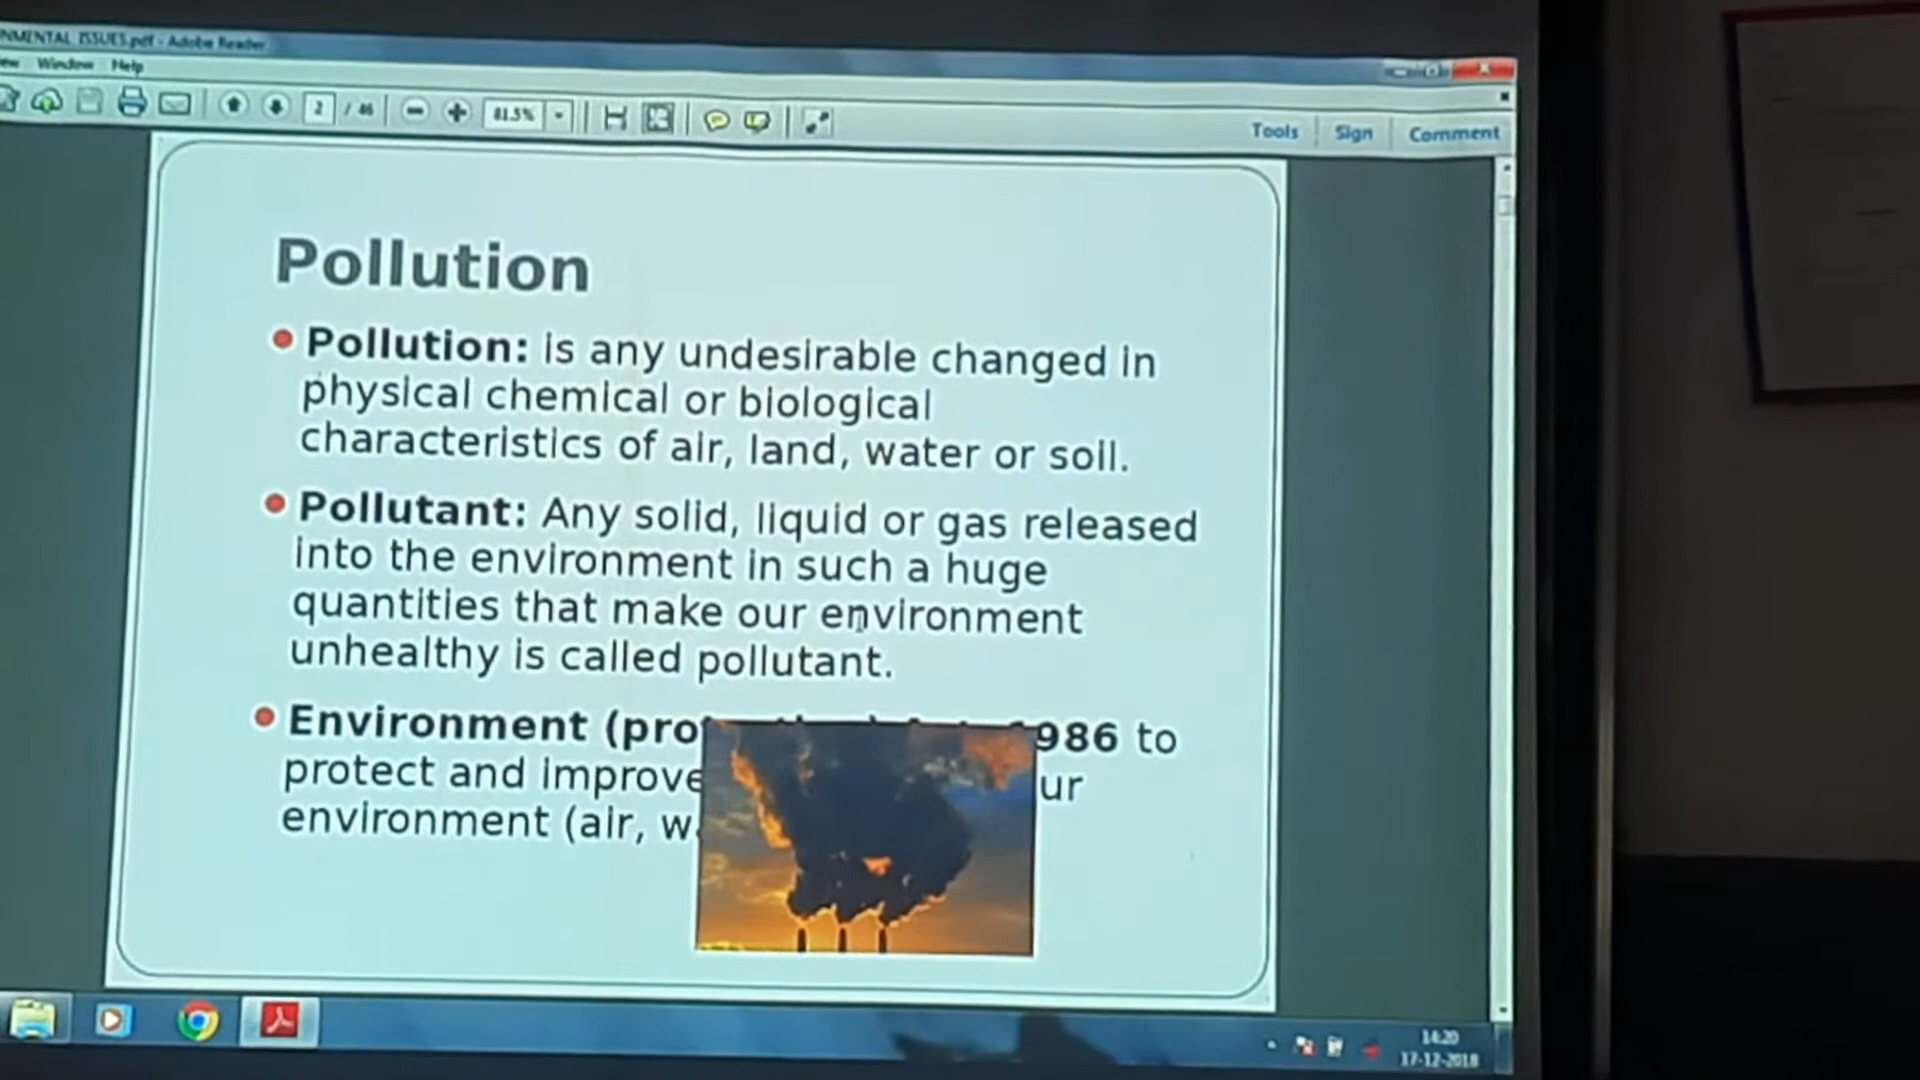 NMENTAL ISSUES.pdf - Adobe Reader
ew Window Help
2 / 46
81.5%
Tools Sign Comment
Pollution
Pollution: is any undesirable changed in
physical chemical or biological
characteristics of air, land, water or soil.
Pollutant: Any solid, liquid or gas released
into the environment in such a huge
quantities that make our environment
unhealthy is called pollutant.
Environment (pro 986 to
protect and improve ur
environment (air, w
14:20
17-12-2018